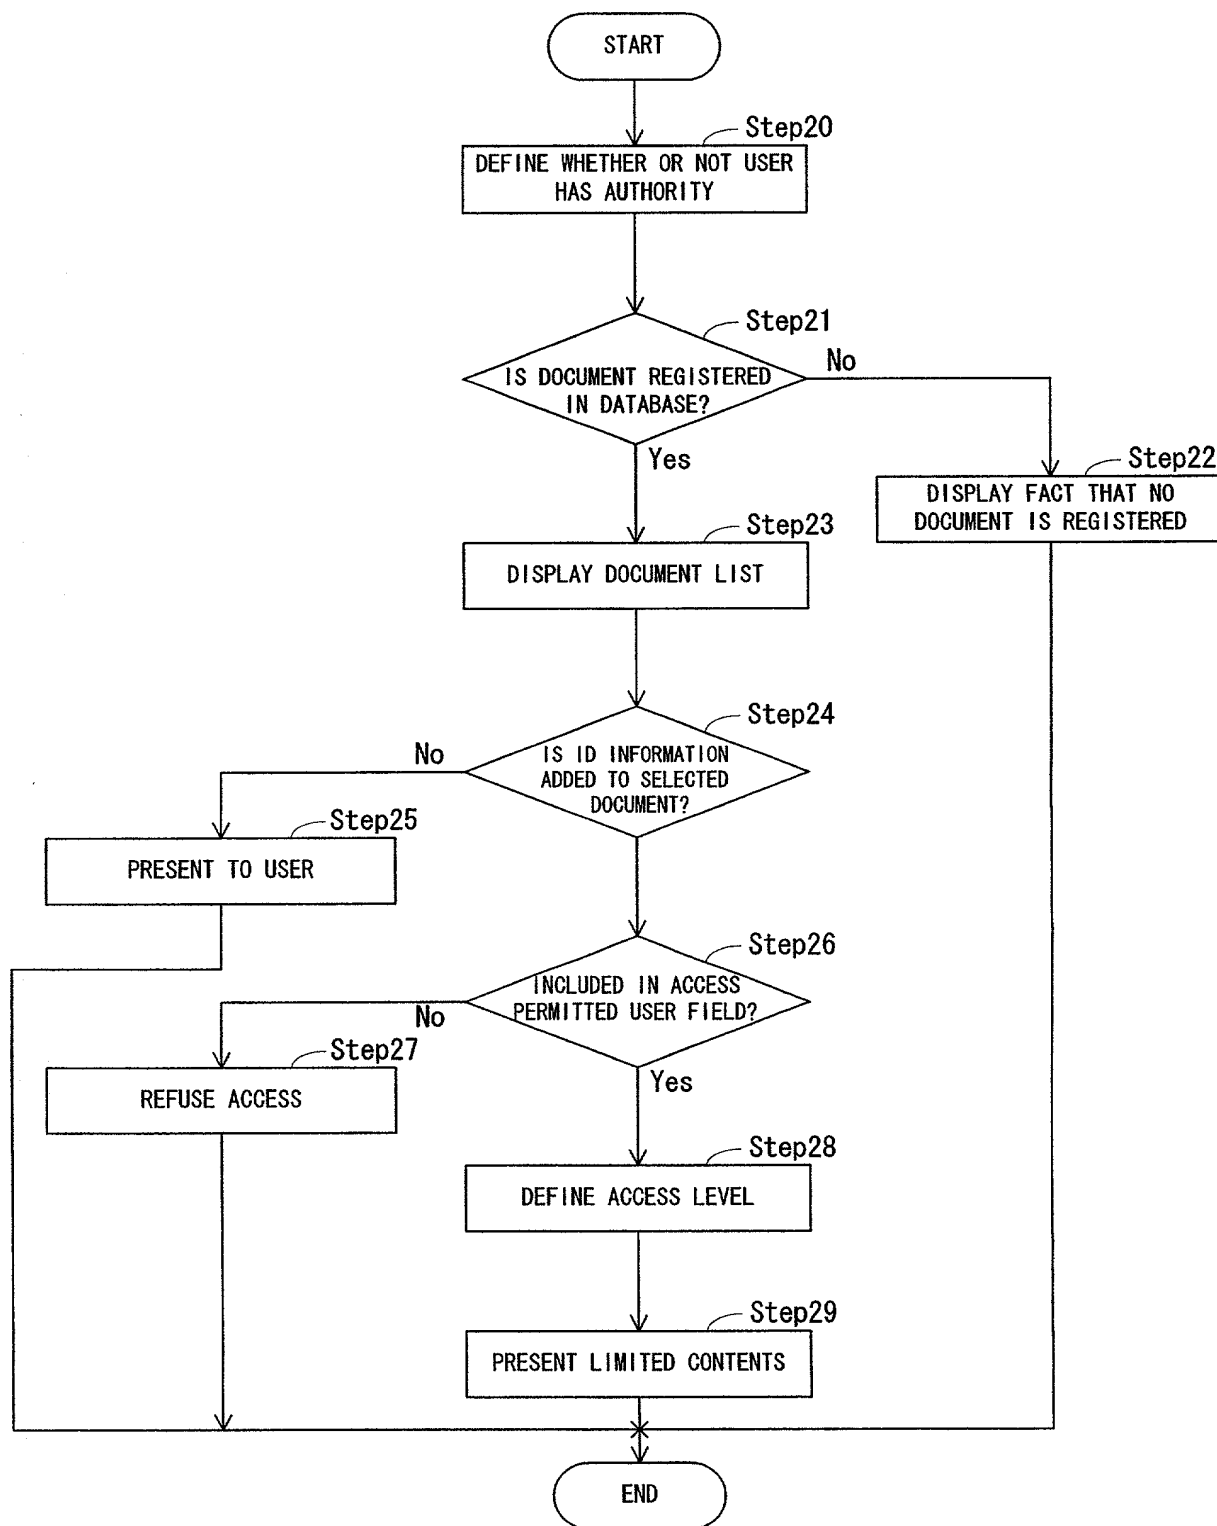 START
Step20
DEFINE WHETHER OR NOT USER
HAS AUTHORITY
Step21
IS DOCUMENT REGISTERED
IN DATABASE?
No
Yes
Step22
DISPLAY FACT THAT NO
DOCUMENT IS REGISTERED
Step23
DISPLAY DOCUMENT LIST
Step24
IS ID INFORMATION
ADDED TO SELECTED
DOCUMENT?
No
Step25
PRESENT TO USER
Step26
INCLUDED IN ACCESS
PERMITTED USER FIELD?
No
Yes
Step27
REFUSE ACCESS
Step28
DEFINE ACCESS LEVEL
Step29
PRESENT LIMITED CONTENTS
END